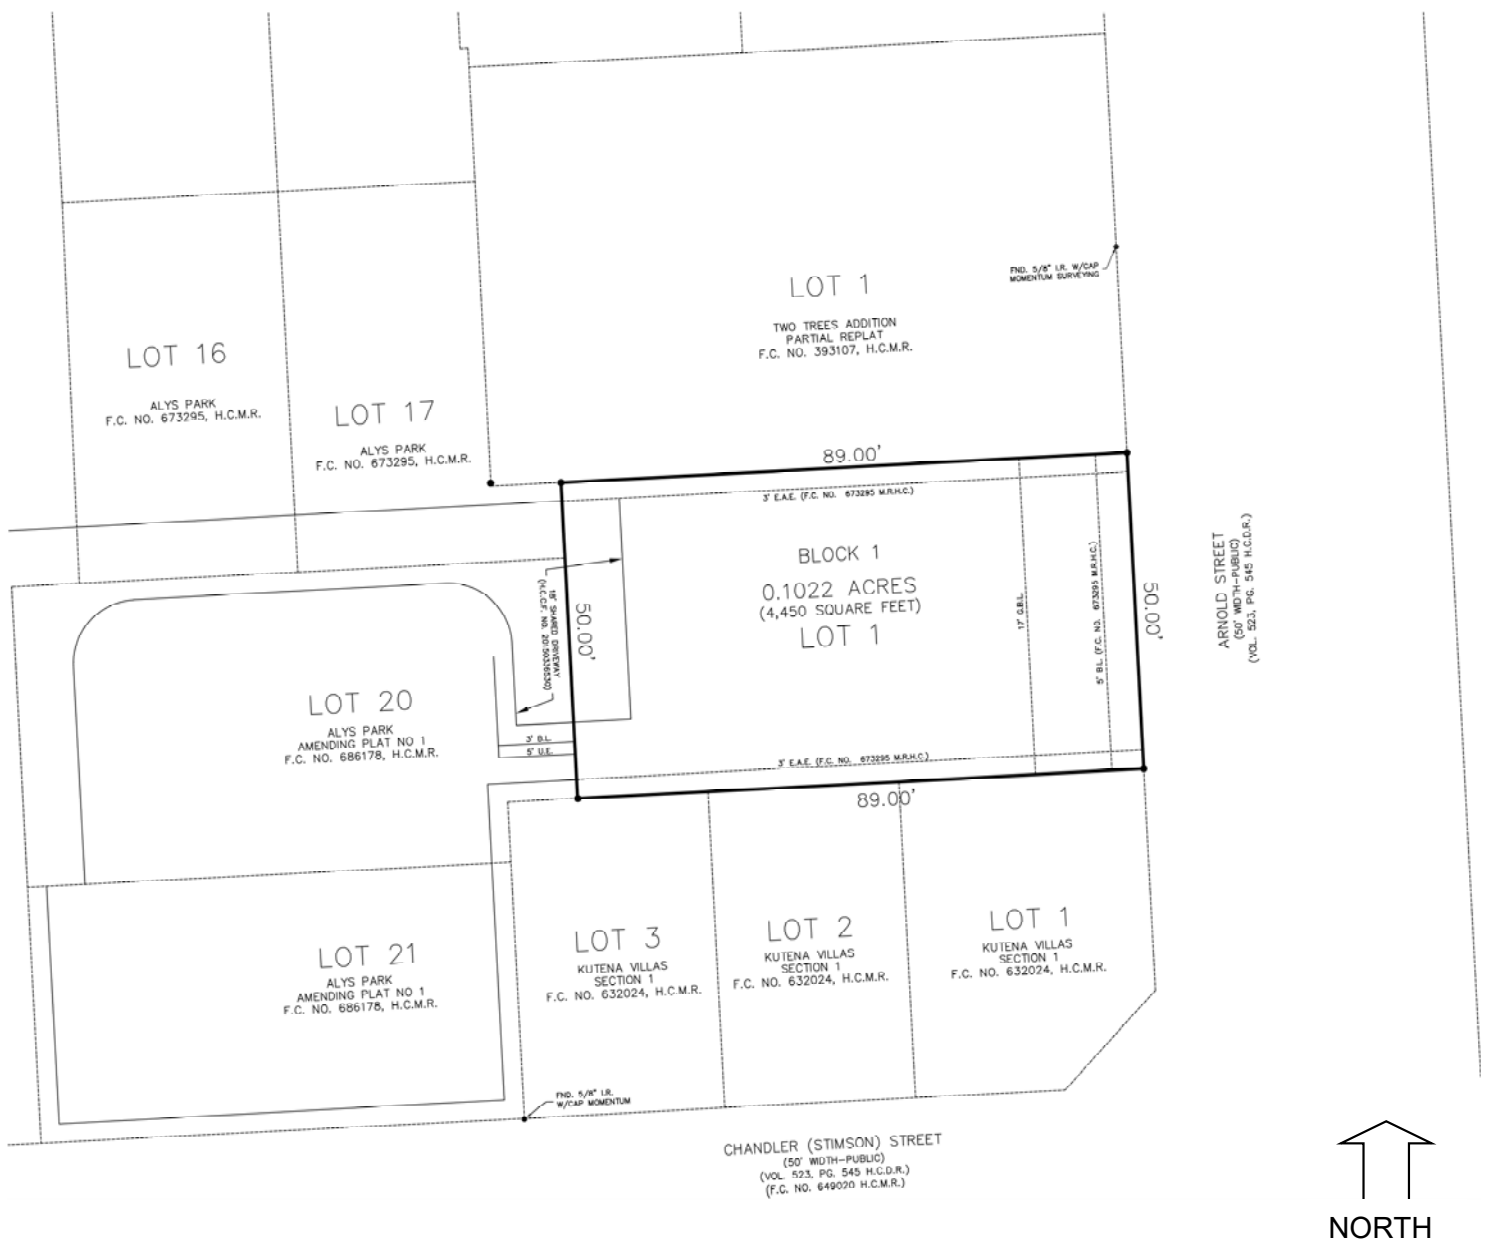 LOT 1
TWO TREES ADDITION
PARTIAL REPLAT
F.C. NO. 393107, H.C.M.R.
FND. 5/8" I.R. W/CAP
MOMENTUM SURVEYING
LOT 16
ALYS PARK
F.C. NO. 673295, H.C.M.R.
LOT 17
ALYS PARK
F.C. NO. 673295, H.C.M.R.
89.00'
3' E.A.E. (F.C. NO. 673295 M.R.H.C.)
BLOCK 1
0.1022 ACRES
(4,450 SQUARE FEET)
LOT 1
17' G.B.L.
5' B.L. (F.C. NO. 673295 M.R.H.C.)
50.00'
ARNOLD STREET
(50' WIDTH-PUBLIC)
(VOL. 523, PG. 545 H.C.D.R.)
50.00'
18' SHARED DRIVEWAY
LOT 20
ALYS PARK
AMENDING PLAT NO 1
F.C. NO. 686178, H.C.M.R.
3' B.L.
5' U.E.
3' E.A.E. (F.C. NO. 673295 M.R.H.C.)
89.00'
LOT 21
ALYS PARK
AMENDING PLAT NO 1
F.C. NO. 686178, H.C.M.R.
LOT 3
KUTENA VILLAS
SECTION 1
F.C. NO. 632024, H.C.M.R.
LOT 2
KUTENA VILLAS
SECTION 1
F.C. NO. 632024, H.C.M.R.
LOT 1
KUTENA VILLAS
SECTION 1
F.C. NO. 632024, H.C.M.R.
FND. 5/8" I.R.
W/CAP MOMENTUM
CHANDLER (STIMSON) STREET
(50' WIDTH-PUBLIC)
(VOL. 523, PG. 545 H.C.D.R.)
(F.C. NO. 649020 H.C.M.R.)
NORTH